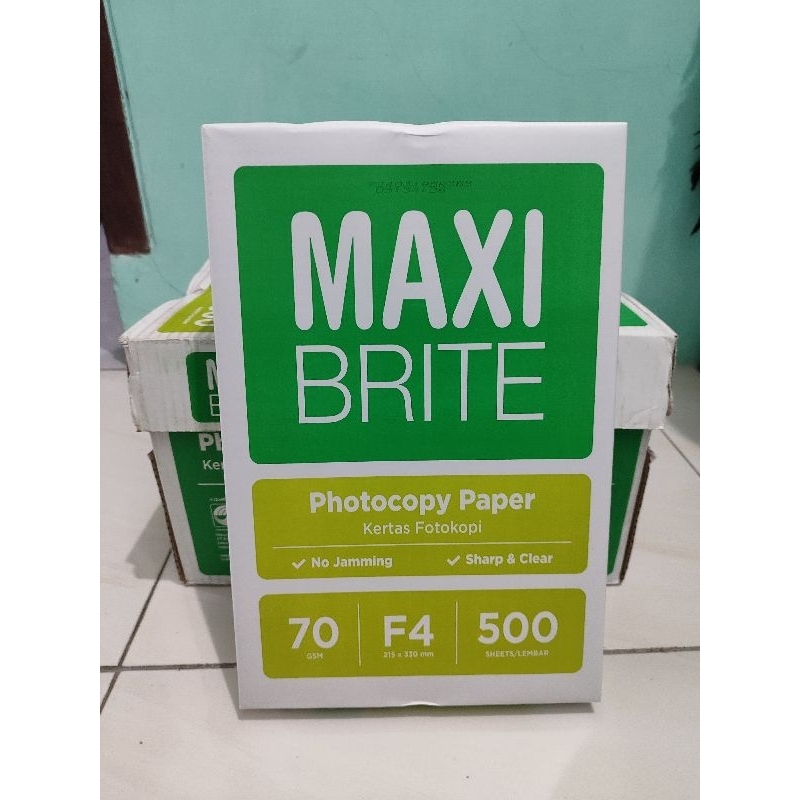 MAXI
BRITE
Photocopy Paper
Kertas Fotokopi
No Jamming
Sharp & Clear
70
GSM
F4
215 x 330 mm
500
SHEETS/LEMBAR